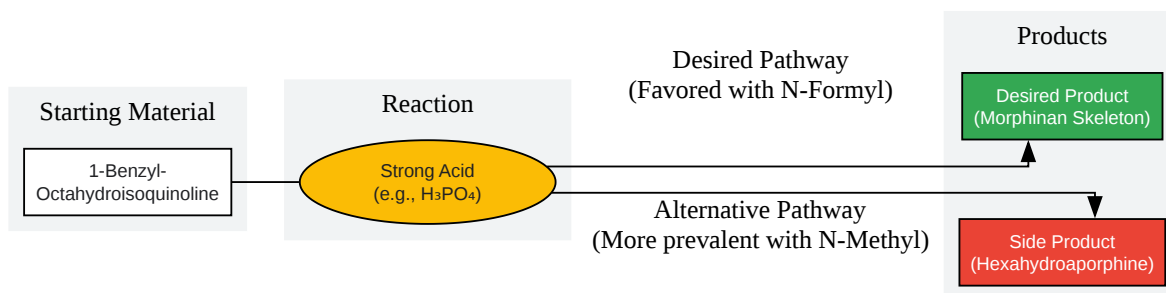 Starting Material
1-Benzyl-
Octahydroisoquinoline
Reaction
Strong Acid
(e.g., H₃PO₄)
Desired Pathway
(Favored with N-Formyl)
Alternative Pathway
(More prevalent with N-Methyl)
Products
Desired Product
(Morphinan Skeleton)
Side Product
(Hexahydroaporphine)